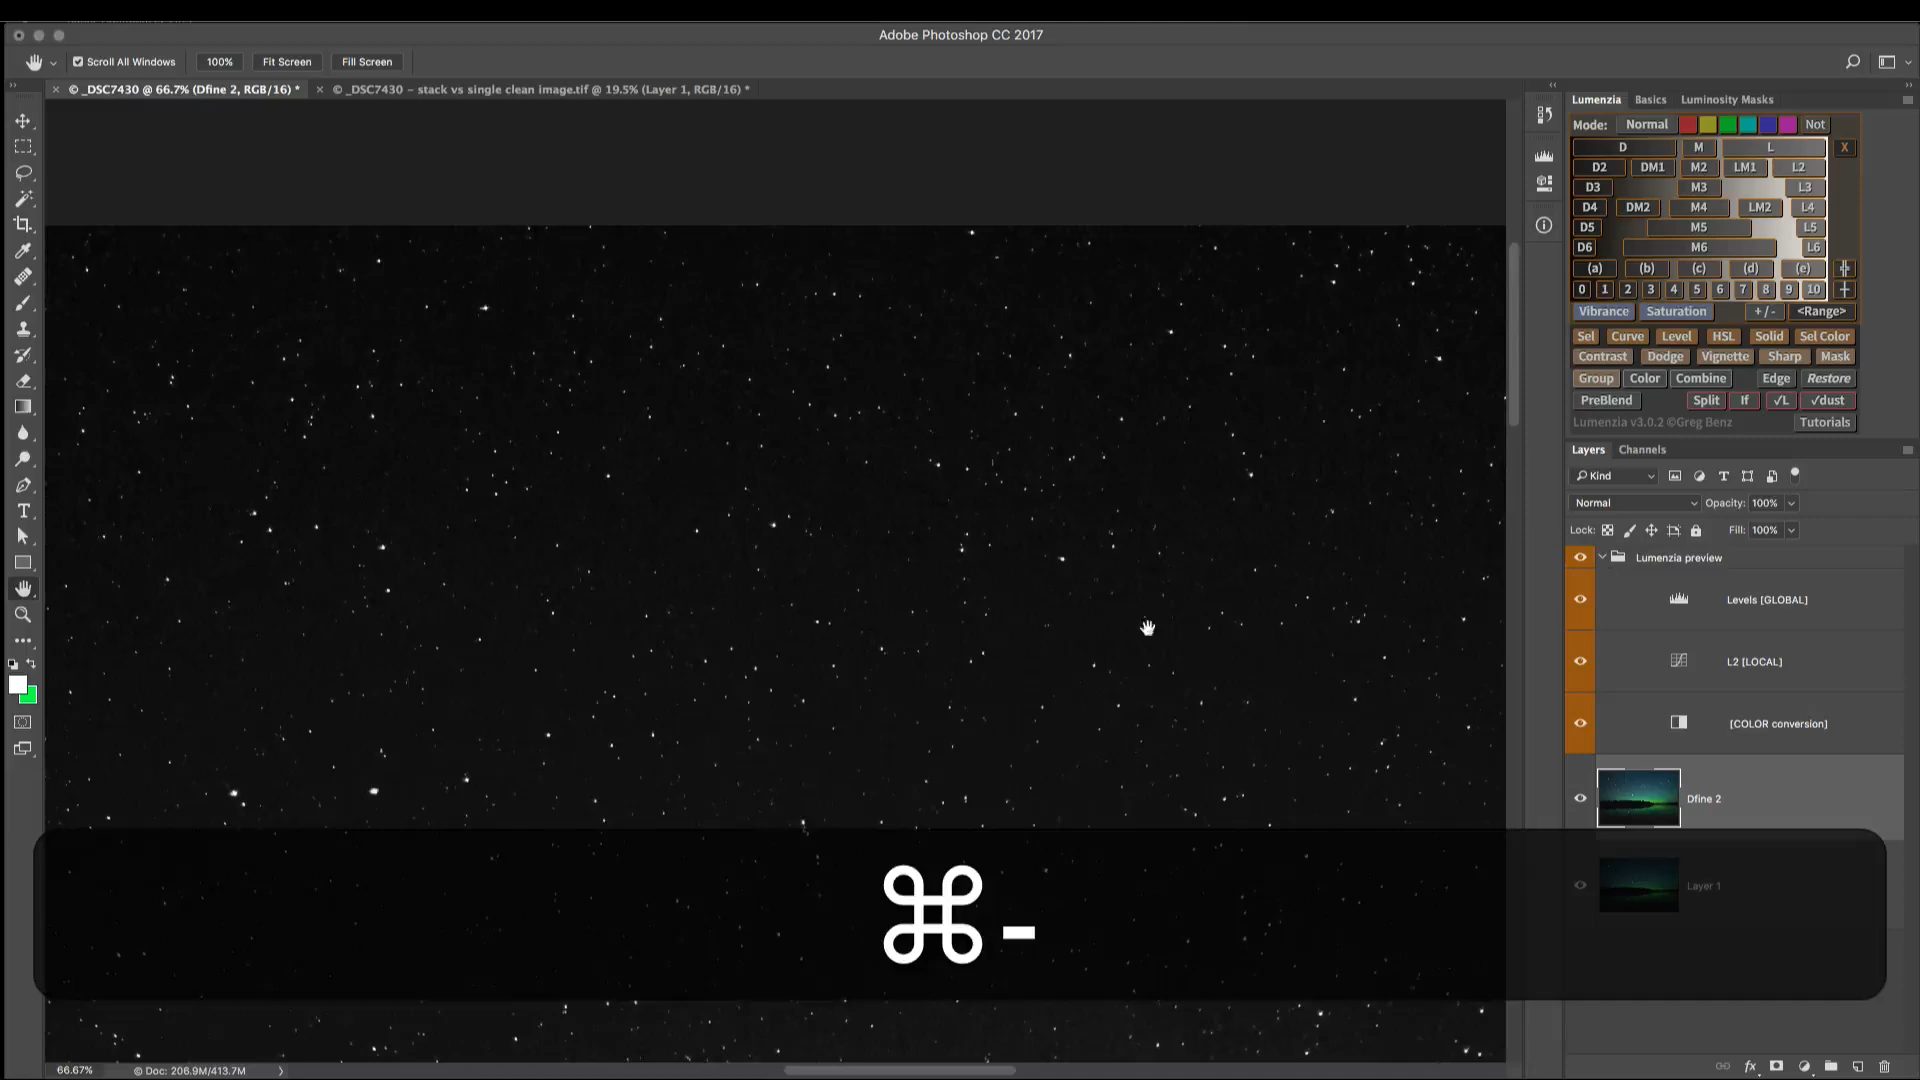 Adobe Photoshop CC 2017
Scroll All Windows 100% Fit Screen Fill Screen
© _DSC7430 @ 66.7% (Dfine 2, RGB/16) * © _DSC7430 – stack vs single clean image.tif @ 19.5% (Layer 1, RGB/16) *
Lumenzia Basics Luminosity Masks
Mode: Normal Not
D M L X
D2 DM1 M2 LM1 L2
D3 M3 L3
D4 DM2 M4 LM2 L4
D5 M5 L5
D6 M6 L6
(a) (b) (c) (d) (e)
0 1 2 3 4 5 6 7 8 9 10
Vibrance Saturation +/- <Range>
Sel Curve Level HSL Solid Sel Color
Contrast Dodge Vignette Sharp Mask
Group Color Combine Edge Restore
PreBlend Split If √L √dust
Lumenzia v3.0.2 ©Greg Benz Tutorials
Layers Channels
Kind
Normal Opacity: 100%
Lock: Fill: 100%
Lumenzia preview
Levels [GLOBAL]
L2 [LOCAL]
[COLOR conversion]
Dfine 2
Layer 1
⌘ -
66.67% © Doc: 206.9M/413.7M